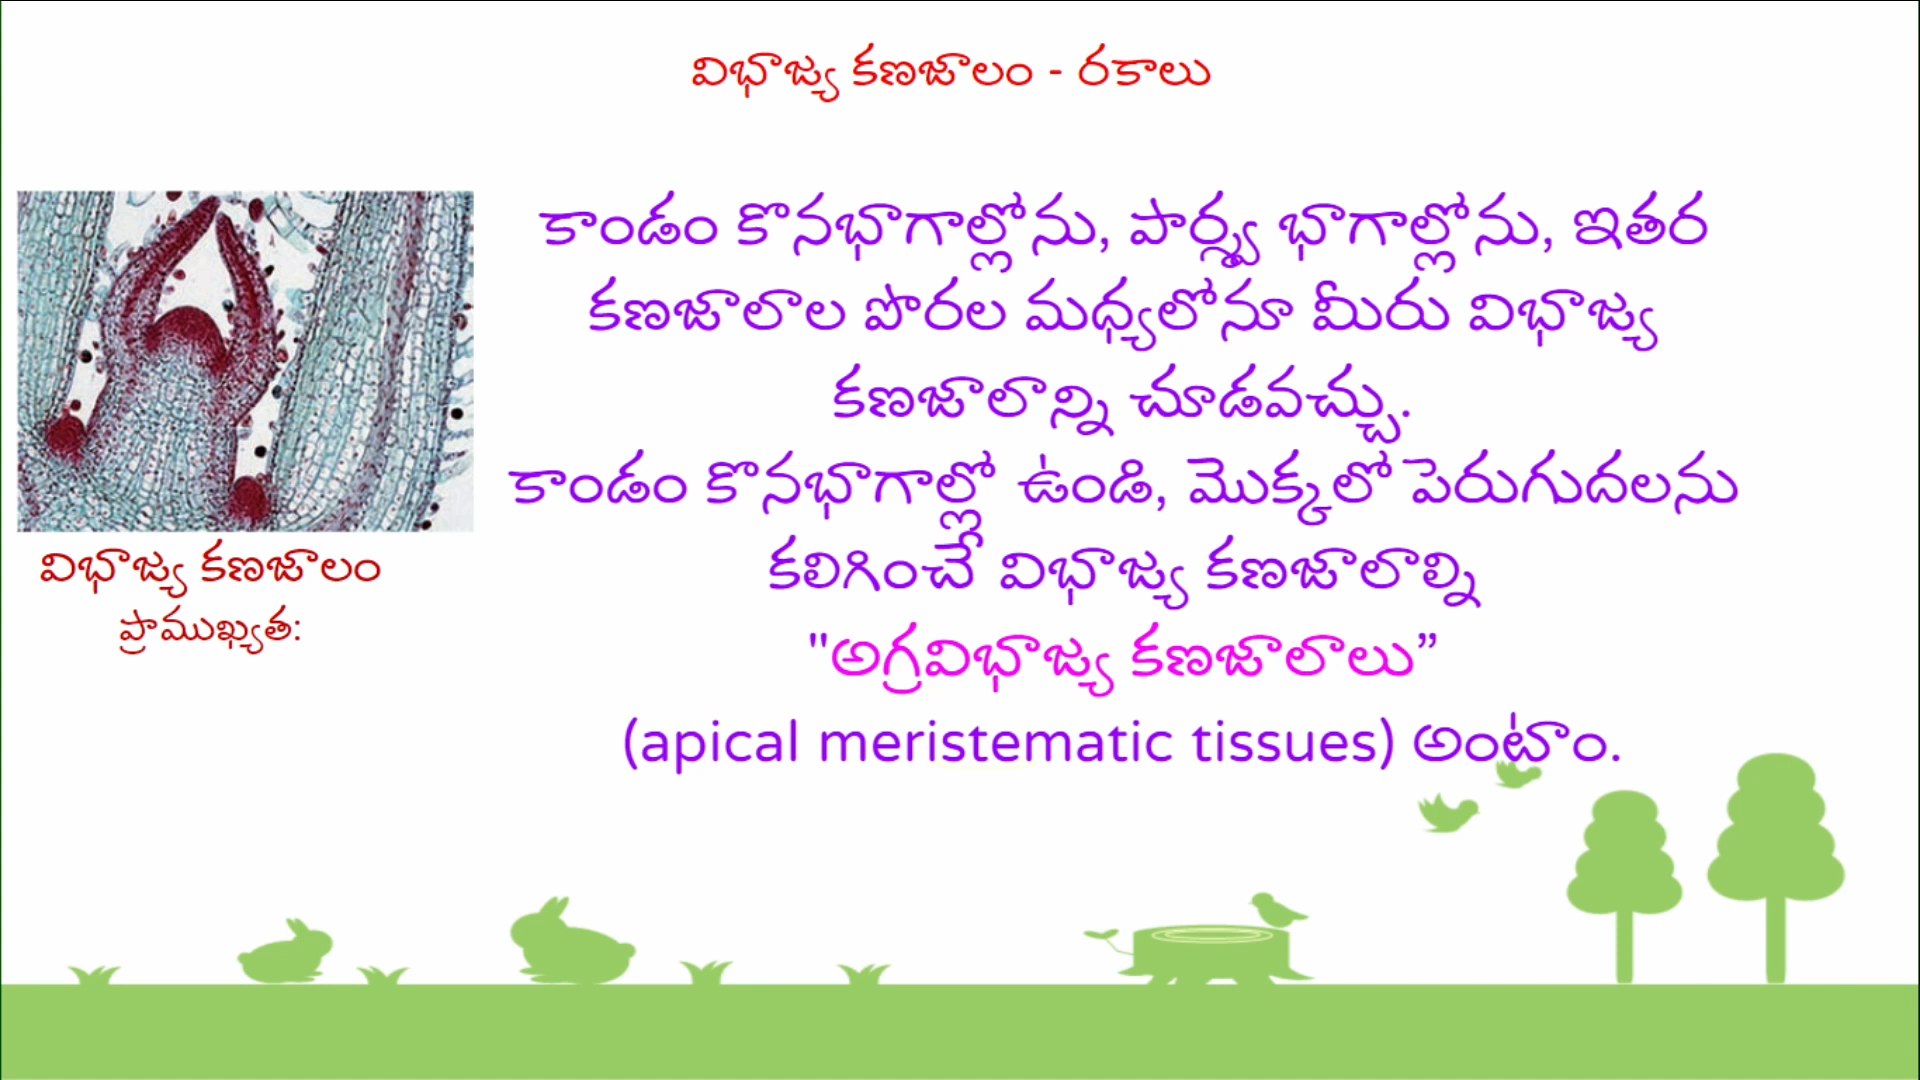 విభాజ్య కణజాలం - రకాలు
కాండం కొనభాగాల్లోను, పార్శ్వ భాగాల్లోను, ఇతర
కణజాలాల పొరల మధ్యలోనూ మీరు విభాజ్య
కణజాలాన్ని చూడవచ్చు.
కాండం కొనభాగాల్లో ఉండి, మొక్కలో పెరుగుదలను
కలిగించే విభాజ్య కణజాలాల్ని
"అగ్రవిభాజ్య కణజాలాలు”
(apical meristematic tissues) అంటాం.
విభాజ్య కణజాలం
ప్రాముఖ్యత: